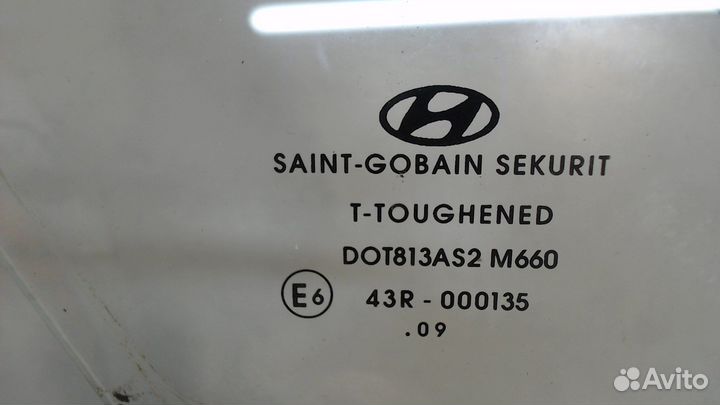 SAINT-GOBAIN SEKURIT
T-TOUGHENED
DOT813AS2 M660
E6 43R - 000135
.09
Avito